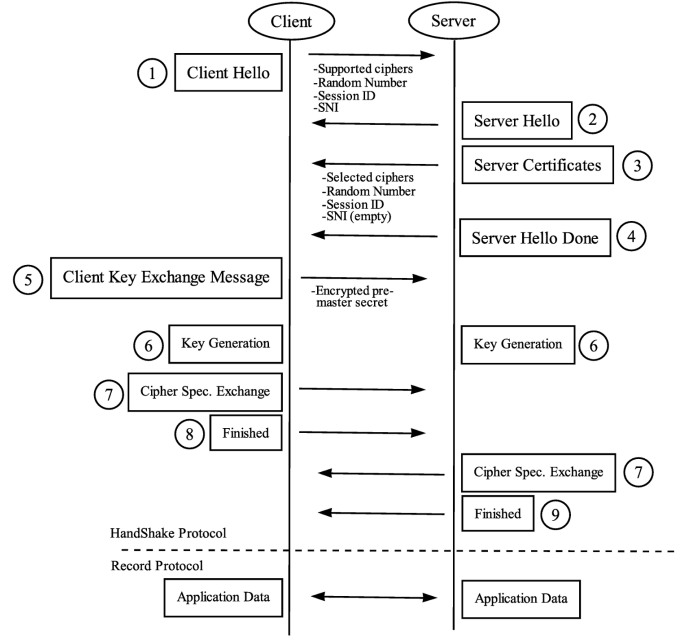 Client
Server
1
Client Hello
-Supported ciphers
-Random Number
-Session ID
-SNI
Server Hello
2
Server Certificates
3
-Selected ciphers
-Random Number
-Session ID
-SNI (empty)
Server Hello Done
4
5
Client Key Exchange Message
-Encrypted pre-
master secret
6
Key Generation
Key Generation
6
7
Cipher Spec. Exchange
8
Finished
Cipher Spec. Exchange
7
Finished
9
HandShake Protocol
Record Protocol
Application Data
Application Data